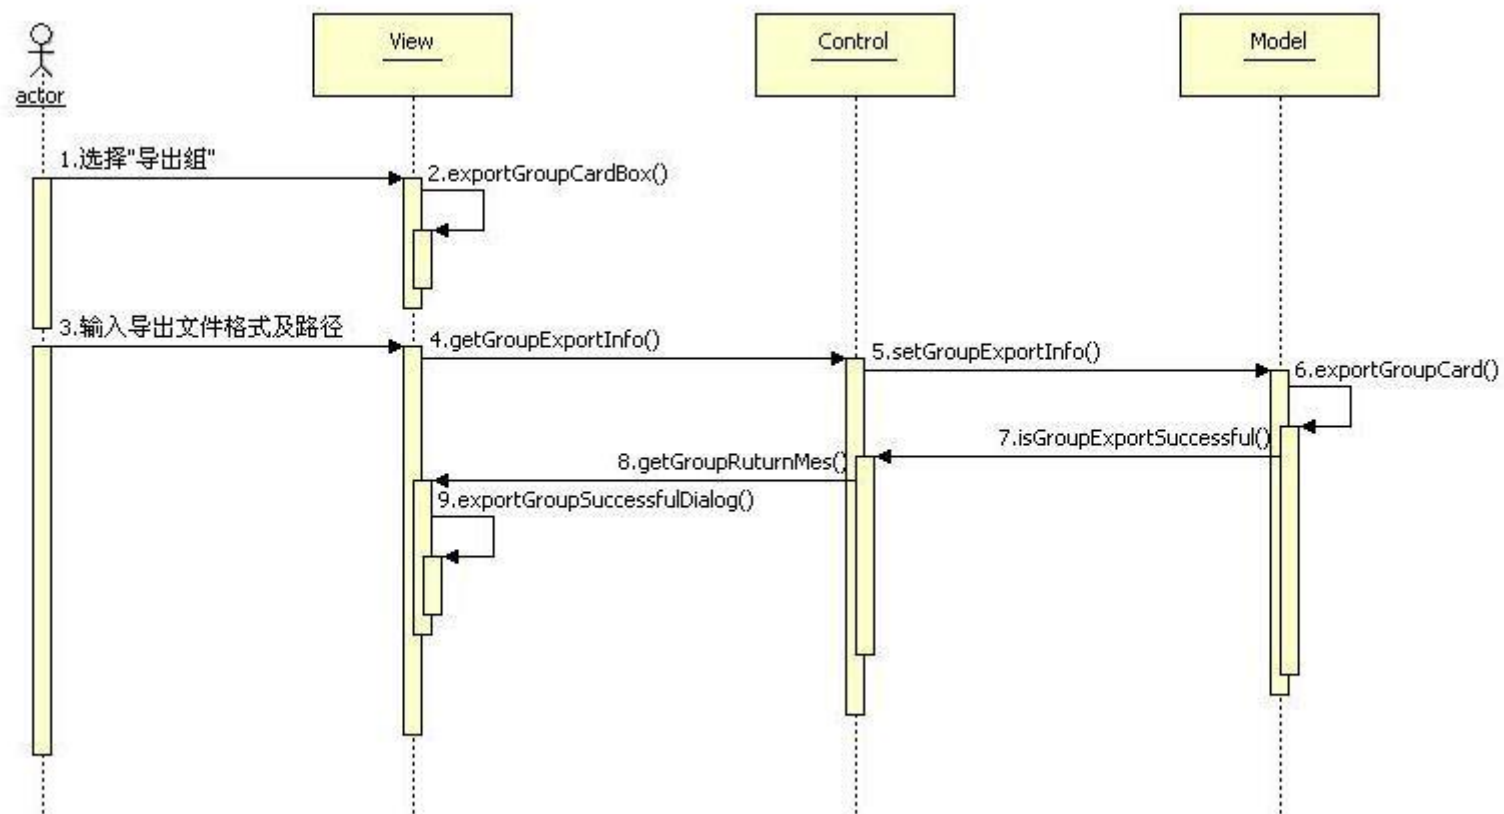 View
Control
Model
actor
1.选择"导出组"
2.exportGroupCardBox()
3.输入导出文件格式及路径
4.getGroupExportInfo()
5.setGroupExportInfo()
6.exportGroupCard()
7.isGroupExportSuccessful()
8.getGroupRuturnMes()
9.exportGroupSuccessfulDialog()